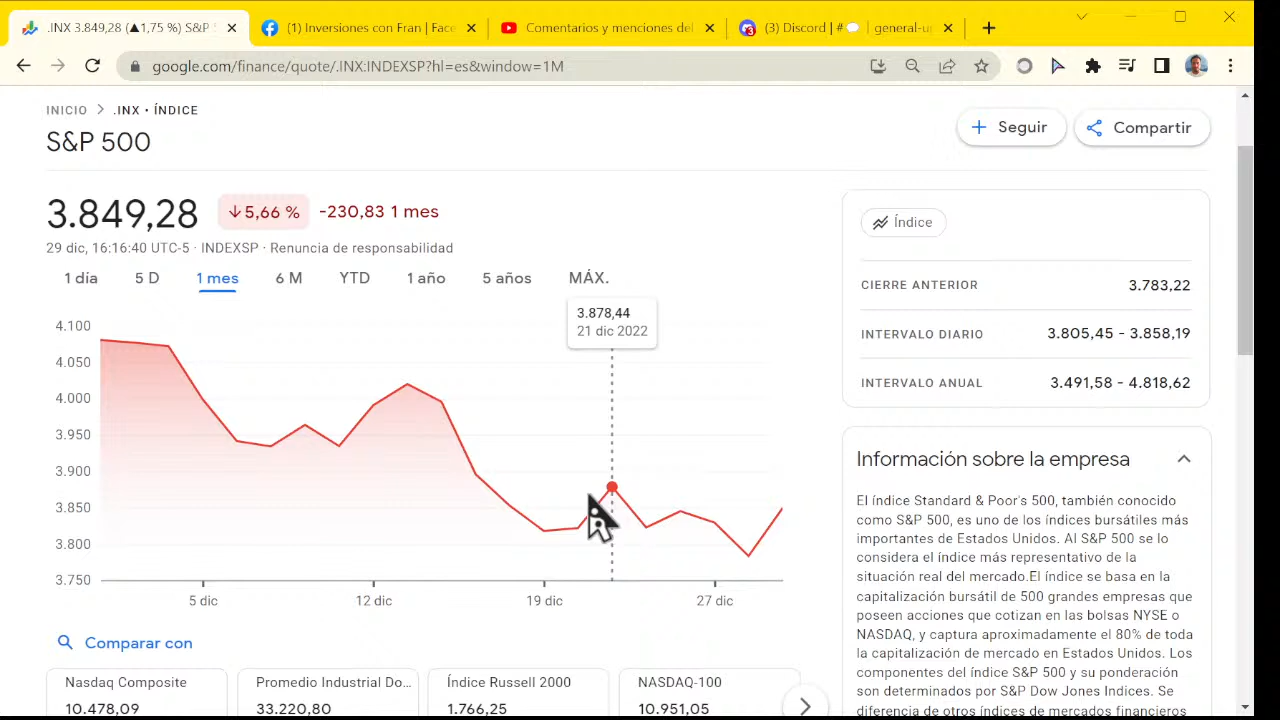 .INX 3.849,28 (▲1,75 %) S&P 5
(1) Inversiones con Fran | Face
Comentarios y menciones del
(3) Discord | #💬 | general-u
google.com/finance/quote/.INX:INDEXSP?hl=es&window=1M
INICIO > .INX • ÍNDICE
S&P 500
+ Seguir
Compartir
3.849,28 ↓5,66 % -230,83 1 mes
29 dic, 16:16:40 UTC-5 · INDEXSP · Renuncia de responsabilidad
1 día 5 D 1 mes 6 M YTD 1 año 5 años MÁX.
3.878,44
21 dic 2022
4.100
4.050
4.000
3.950
3.900
3.850
3.800
3.750
5 dic 12 dic 19 dic 27 dic
Comparar con
Nasdaq Composite
10.478,09
Promedio Industrial Do...
33.220,80
Índice Russell 2000
1.766,25
NASDAQ-100
10.951,05
Índice
CIERRE ANTERIOR 3.783,22
INTERVALO DIARIO 3.805,45 - 3.858,19
INTERVALO ANUAL 3.491,58 - 4.818,62
Información sobre la empresa
El índice Standard & Poor's 500, también conocido
como S&P 500, es uno de los índices bursátiles más
importantes de Estados Unidos. Al S&P 500 se lo
considera el índice más representativo de la
situación real del mercado.El índice se basa en la
capitalización bursátil de 500 grandes empresas que
poseen acciones que cotizan en las bolsas NYSE o
NASDAQ, y captura aproximadamente el 80% de toda
la capitalización de mercado en Estados Unidos. Los
componentes del índice S&P 500 y su ponderación
son determinados por S&P Dow Jones Indices. Se
diferencia de otros índices de mercados financieros